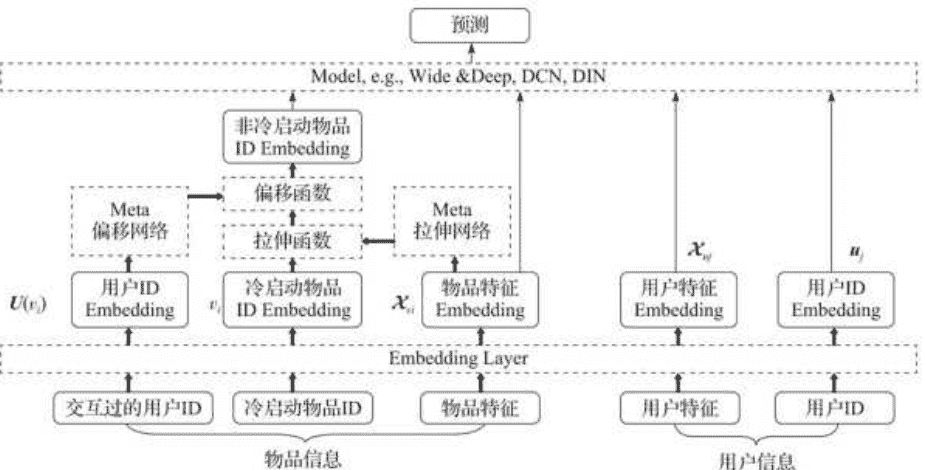 预测
Model, e.g., Wide &Deep, DCN, DIN
非冷启动物品
ID Embedding
偏移函数
Meta
偏移网络
Meta
拉伸网络
拉伸函数
U(vᵢ)
用户ID
Embedding
vᵢ
冷启动物品
ID Embedding
𝒳ᵥᵢ
物品特征
Embedding
𝒳ᵤⱼ
用户特征
Embedding
uⱼ
用户ID
Embedding
Embedding Layer
交互过的用户ID
冷启动物品ID
物品特征
用户特征
用户ID
物品信息
用户信息